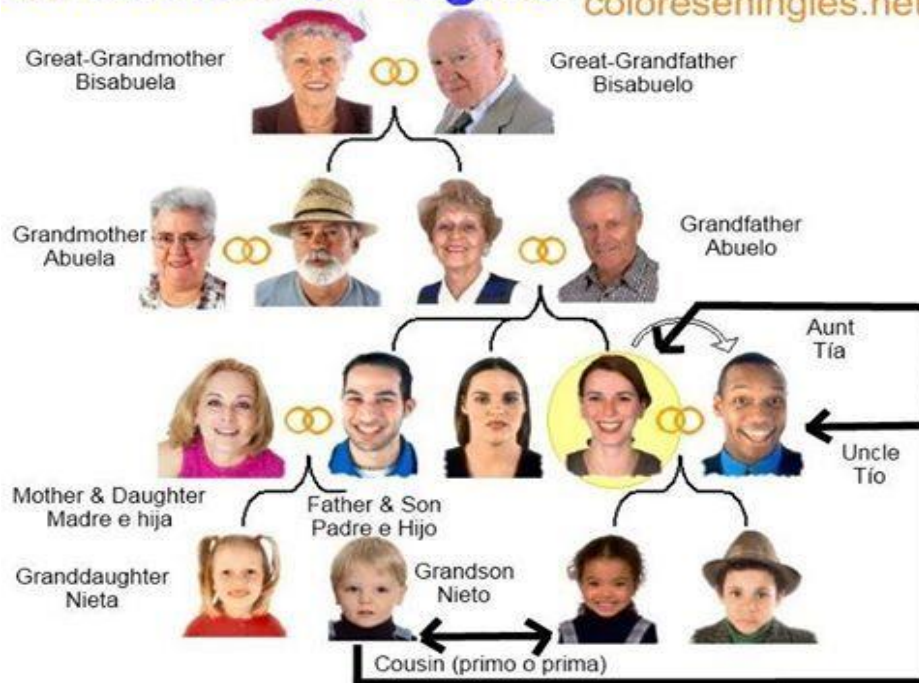 coloreseningles.net
Great-Grandmother
Bisabuela
Great-Grandfather
Bisabuelo
Grandmother
Abuela
Grandfather
Abuelo
Aunt
Tía
Uncle
Tío
Mother & Daughter
Madre e hija
Father & Son
Padre e Hijo
Granddaughter
Nieta
Grandson
Nieto
Cousin (primo o prima)